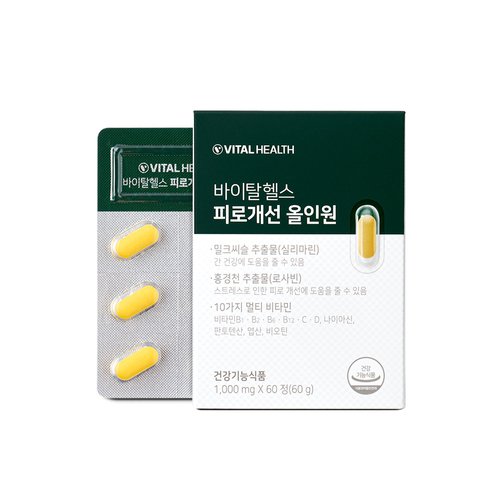 VITAL HEALTH
바이탈헬스 피로개선
VITAL HEALTH
바이탈헬스
피로개선 올인원
· 밀크씨슬 추출물(실리마린)
간 건강에 도움을 줄 수 있음
· 홍경천 추출물(로사빈)
스트레스로 인한 피로 개선에 도움을 줄 수 있음
· 10가지 멀티 비타민
비타민B1 · B2 · B6 · B12 · C · D, 나이아신,
판토텐산, 엽산, 비오틴
건강기능식품
1,000 mg X 60 정(60 g)
건강
기능식품